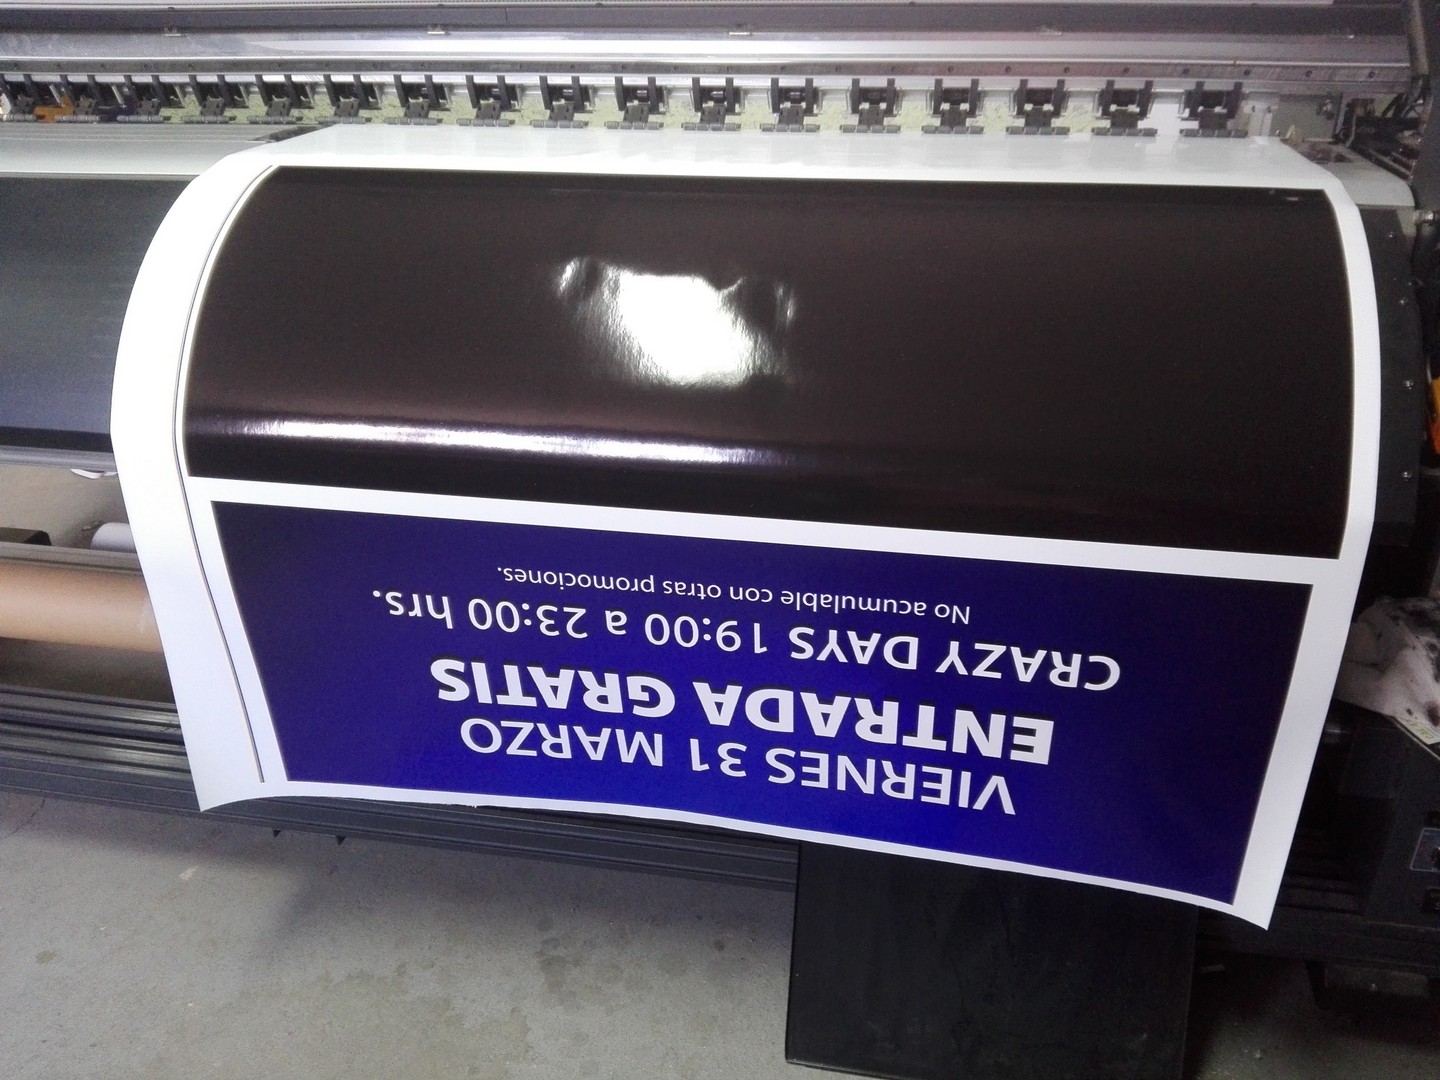 VIERNES 31 MARZO
ENTRADA GRATIS
CRAZY DAYS 19:00 a 23:00 hrs.
No acumulable con otras promociones.